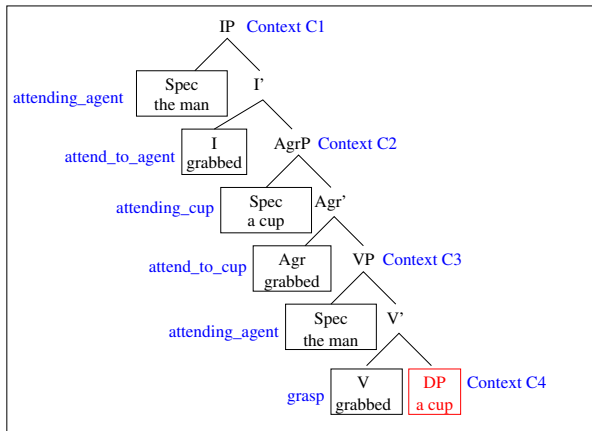 IP Context C1
attending_agent Spec I'
the man
attend_to_agent I AgrP Context C2
grabbed
attending_cup Spec Agr'
a cup
attend_to_cup Agr VP Context C3
grabbed
attending_agent Spec V'
the man
grasp V DP Context C4
grabbed a cup